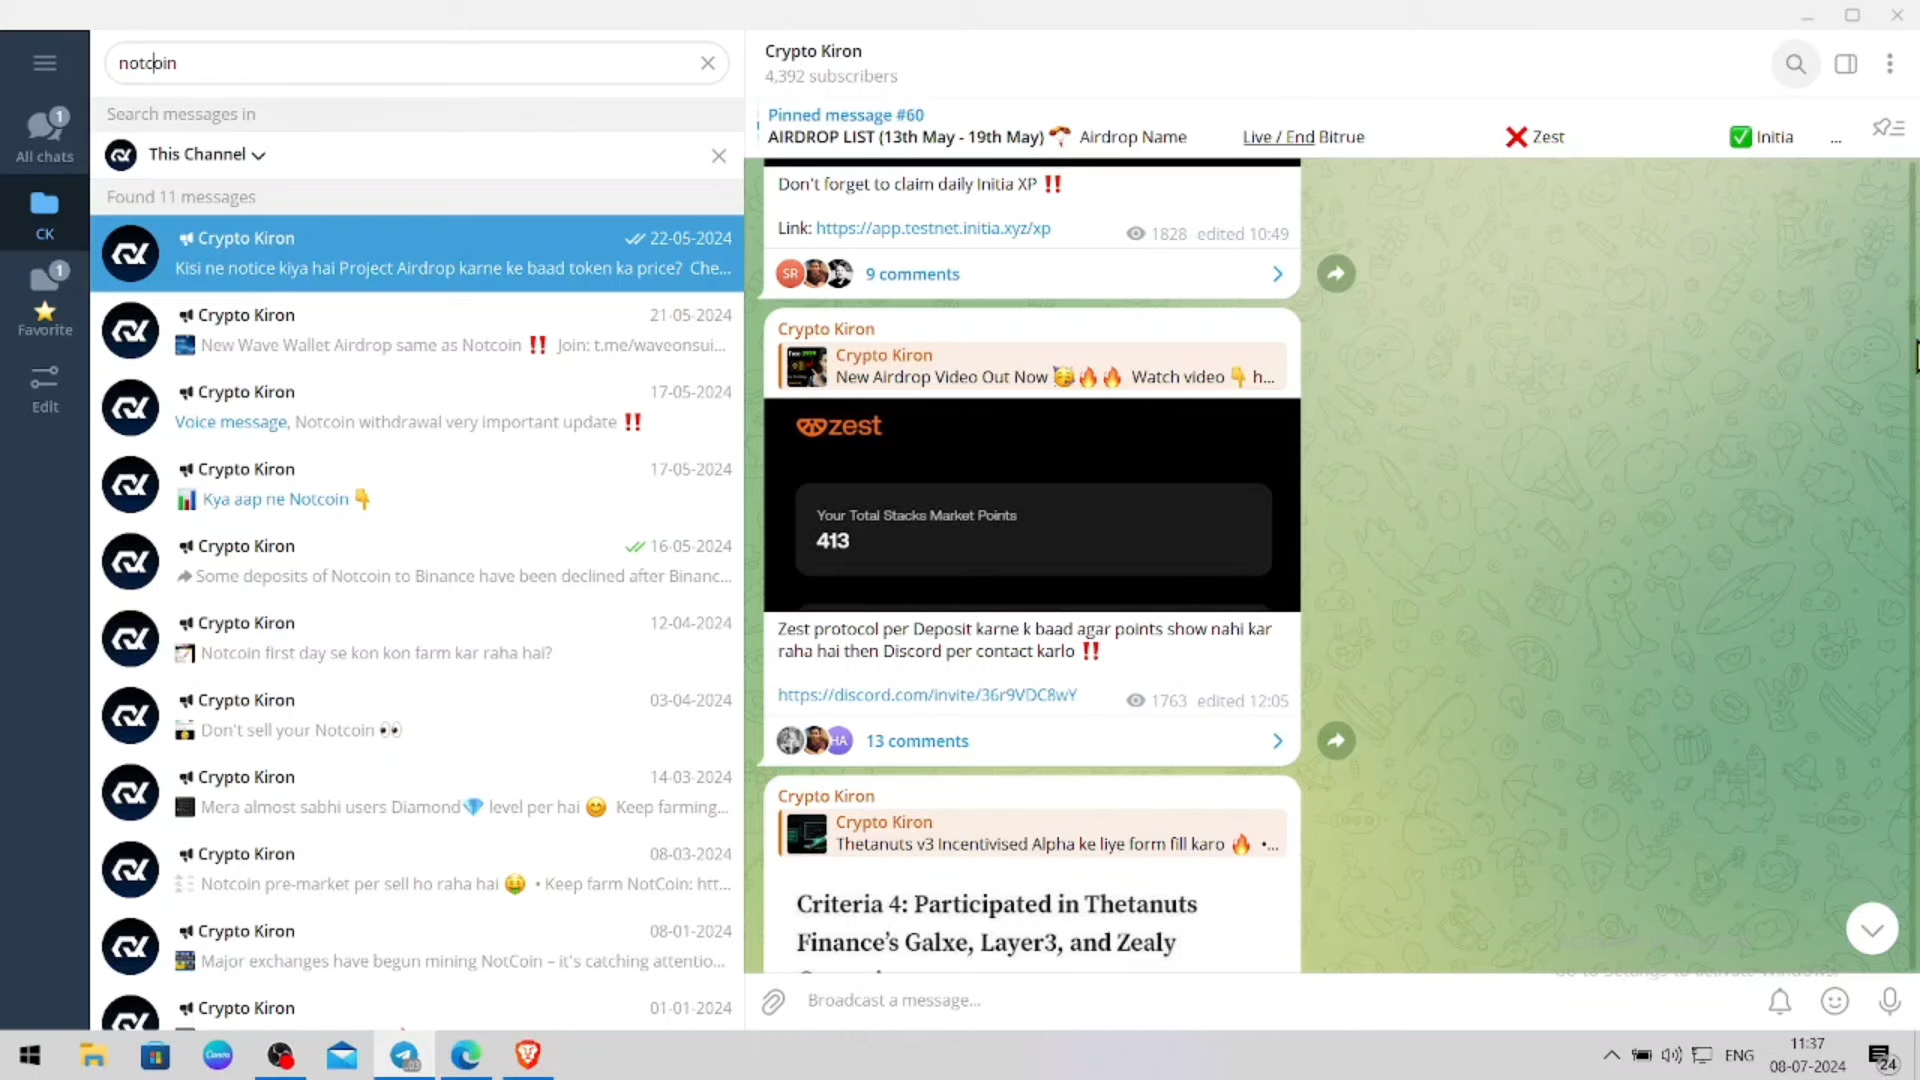 notcoin
Search messages in
This Channel
Found 11 messages
Crypto Kiron 22-05-2024
Kisi ne notice kiya hai Project Airdrop karne ke baad token ka price? Che...
Crypto Kiron 21-05-2024
New Wave Wallet Airdrop same as Notcoin ‼️ Join: t.me/waveonsui...
Crypto Kiron 17-05-2024
Voice message, Notcoin withdrawal very important update ‼️
Crypto Kiron 17-05-2024
📊 Kya aap ne Notcoin 👇
Crypto Kiron 16-05-2024
Some deposits of Notcoin to Binance have been declined after Binanc...
Crypto Kiron 12-04-2024
Notcoin first day se kon kon farm kar raha hai?
Crypto Kiron 03-04-2024
Don't sell your Notcoin 👀
Crypto Kiron 14-03-2024
Mera almost sabhi users Diamond💎 level per hai 😊 Keep farming...
Crypto Kiron 08-03-2024
Notcoin pre-market per sell ho raha hai 🤑 • Keep farm NotCoin: htt...
Crypto Kiron 08-01-2024
Major exchanges have begun mining NotCoin – it's catching attentio...
Crypto Kiron 01-01-2024
1
All chats
CK
1
Favorite
Edit
Crypto Kiron
4,392 subscribers
Pinned message #60
AIRDROP LIST (13th May - 19th May) 🪂 Airdrop Name Live / End Bitrue ❌ Zest ✅ Initia ...
Don't forget to claim daily Initia XP ‼️
Link: https://app.testnet.initia.xyz/xp 1828 edited 10:49
SR 9 comments
Crypto Kiron
Crypto Kiron
New Airdrop Video Out Now 🥳🔥🔥 Watch video 👇 h...
zest
Your Total Stacks Market Points
413
Zest protocol per Deposit karne k baad agar points show nahi kar
raha hai then Discord per contact karlo ‼️
https://discord.com/invite/36r9VDC8wY 1763 edited 12:05
HA 13 comments
Crypto Kiron
Crypto Kiron
Thetanuts v3 Incentivised Alpha ke liye form fill karo 🔥 •...
Criteria 4: Participated in Thetanuts
Finance's Galxe, Layer3, and Zealy
Go to Settings to activate Windows.
Broadcast a message...
Canva
ENG
11:37
08-07-2024
24